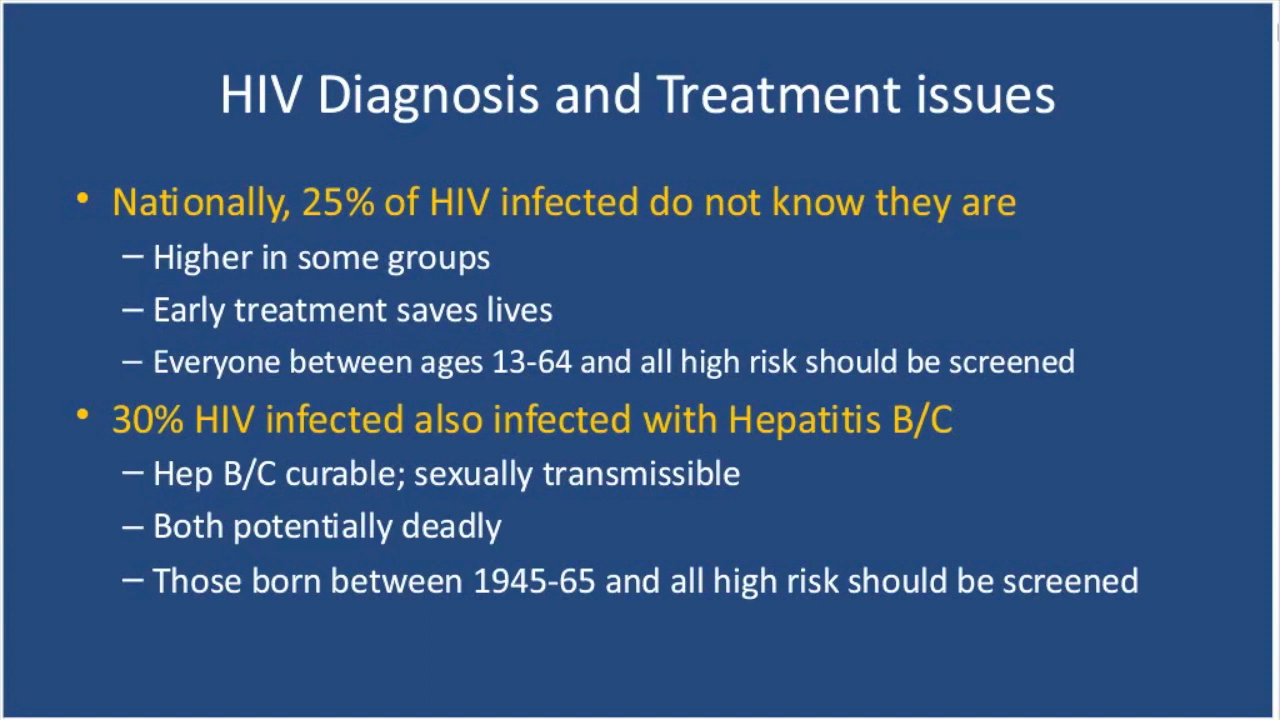 HIV Diagnosis and Treatment issues
• Nationally, 25% of HIV infected do not know they are
– Higher in some groups
– Early treatment saves lives
– Everyone between ages 13-64 and all high risk should be screened
• 30% HIV infected also infected with Hepatitis B/C
– Hep B/C curable; sexually transmissible
– Both potentially deadly
– Those born between 1945-65 and all high risk should be screened